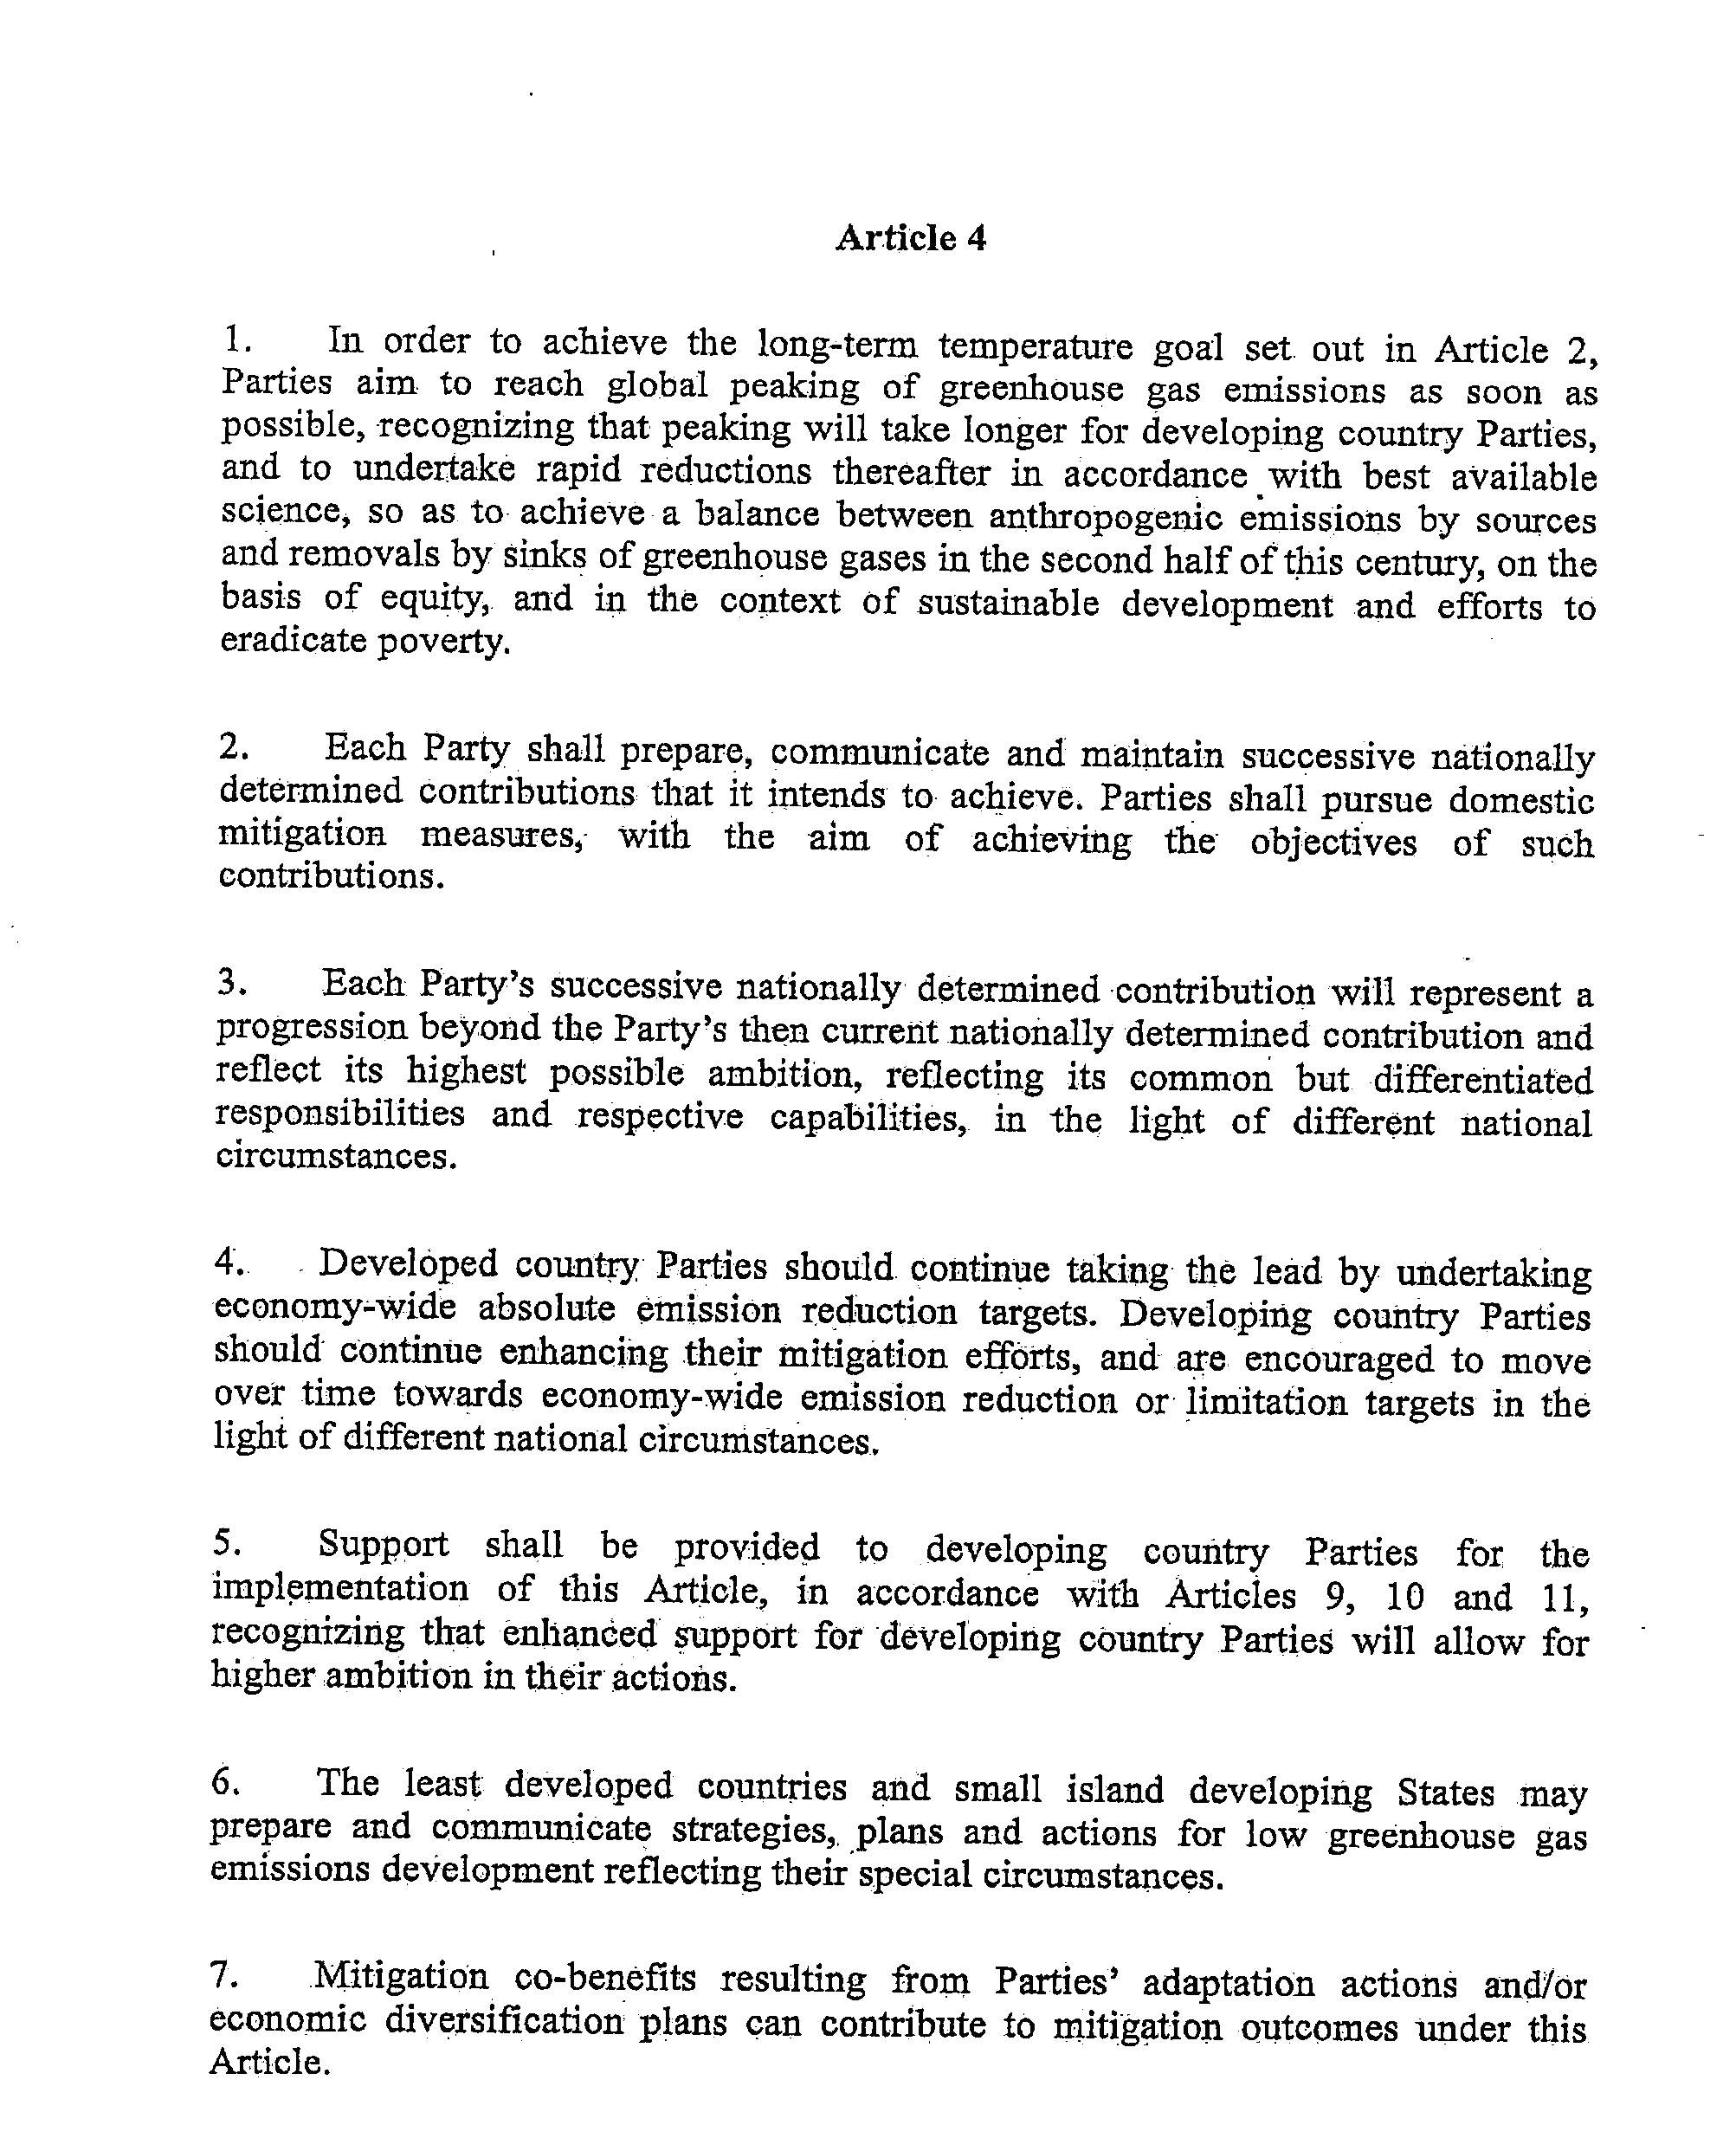 Article 4
1. In order to achieve the long-term temperature goal set out in Article 2,
Parties aim to reach global peaking of greenhouse gas emissions as soon as
possible, recognizing that peaking will take longer for developing country Parties,
and to undertake rapid reductions thereafter in accordance with best available
science, so as to achieve a balance between anthropogenic emissions by sources
and removals by sinks of greenhouse gases in the second half of this century, on the
basis of equity, and in the context of sustainable development and efforts to
eradicate poverty.
2. Each Party shall prepare, communicate and maintain successive nationally
determined contributions that it intends to achieve. Parties shall pursue domestic
mitigation measures, with the aim of achieving the objectives of such
contributions.
3. Each Party's successive nationally determined contribution will represent a
progression beyond the Party's then current nationally determined contribution and
reflect its highest possible ambition, reflecting its common but differentiated
responsibilities and respective capabilities, in the light of different national
circumstances.
4. Developed country Parties should continue taking the lead by undertaking
economy-wide absolute emission reduction targets. Developing country Parties
should continue enhancing their mitigation efforts, and are encouraged to move
over time towards economy-wide emission reduction or limitation targets in the
light of different national circumstances.
5. Support shall be provided to developing country Parties for the
implementation of this Article, in accordance with Articles 9, 10 and 11,
recognizing that enhanced support for developing country Parties will allow for
higher ambition in their actions.
6. The least developed countries and small island developing States may
prepare and communicate strategies, plans and actions for low greenhouse gas
emissions development reflecting their special circumstances.
7. Mitigation co-benefits resulting from Parties' adaptation actions and/or
economic diversification plans can contribute to mitigation outcomes under this
Article.